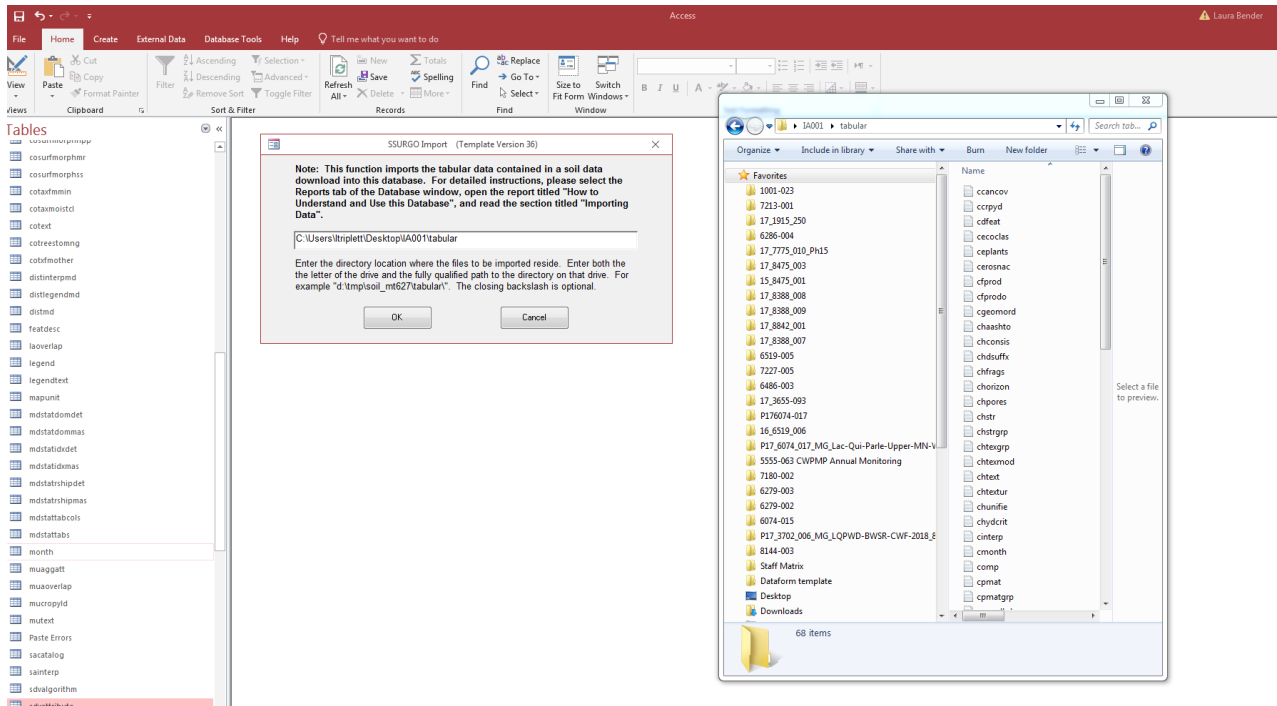 Access
Laura Bender
File Home Create External Data Database Tools Help Tell me what you want to do
View
Views
Paste
Cut
Copy
Format Painter
Clipboard
Filter
Ascending
Descending
Remove Sort
Selection
Advanced
Toggle Filter
Sort & Filter
Refresh
All
New
Save
Delete
Totals
Spelling
More
Records
Find
Replace
Go To
Select
Find
Size to
Fit Form
Switch
Windows
Window
B I U A
Tables
cosurfmorphmr
cosurfmorphss
cotaxfmmin
cotaxmoistcl
cotext
cotreestomng
cotxfmother
distinterpmd
distlegendmd
distmd
featdesc
laoverlap
legend
legendtext
mapunit
mdstatdomdet
mdstatdommas
mdstatidxdet
mdstatidxmas
mdstatrshipdet
mdstatrshipmas
mdstattabcols
mdstattabs
month
muaggatt
muaoverlap
mucropyld
mutext
Paste Errors
sacatalog
sainterp
sdvalgorithm
SSURGO Import (Template Version 36)
Note: This function imports the tabular data contained in a soil data
download into this database. For detailed instructions, please select the
Reports tab of the Database window, open the report titled "How to
Understand and Use this Database", and read the section titled "Importing
Data".
C:\Users\ltriplett\Desktop\IA001\tabular
Enter the directory location where the files to be imported reside. Enter both the
the letter of the drive and the fully qualified path to the directory on that drive. For
example "d:\tmp\soil_mt627\tabular\". The closing backslash is optional.
OK Cancel
IA001 tabular
Search tab...
Organize Include in library Share with Burn New folder
Favorites
1001-023
7213-001
17_1915_250
6286-004
17_7775_010_Ph15
17_8475_003
15_8475_001
17_8388_008
17_8388_009
17_8842_001
17_8388_007
6519-005
7227-005
6486-003
17_3655-093
P176074-017
16_6519_006
P17_6074_017_MG_Lac-Qui-Parle-Upper-MN-V
5555-063 CWPMP Annual Monitoring
7180-002
6279-003
6279-002
6074-015
P17_3702_006_MG_LQPWD-BWSR-CWF-2018_8
8144-003
Staff Matrix
Dataform template
Desktop
Downloads
Name
ccancov
ccrpyd
cdfeat
cecoclas
ceplants
cerosnac
cfprod
cfprodo
cgeomord
chaashto
chconsis
chdsuffx
chfrags
chorizon
chpores
chstr
chstrgrp
chtexgrp
chtexmod
chtext
chtextur
chunifie
chydcrit
cinterp
cmonth
comp
cpmat
cpmatgrp
Select a file
to preview.
68 items